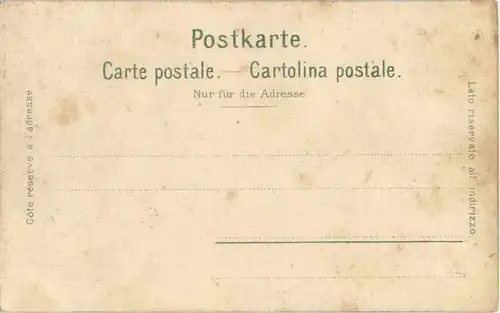 Postkarte.
Carte postale. — Cartolina postale.
Nur für die Adresse
Côté réservé à l'adresse
Lato riservato all' indirizzo.